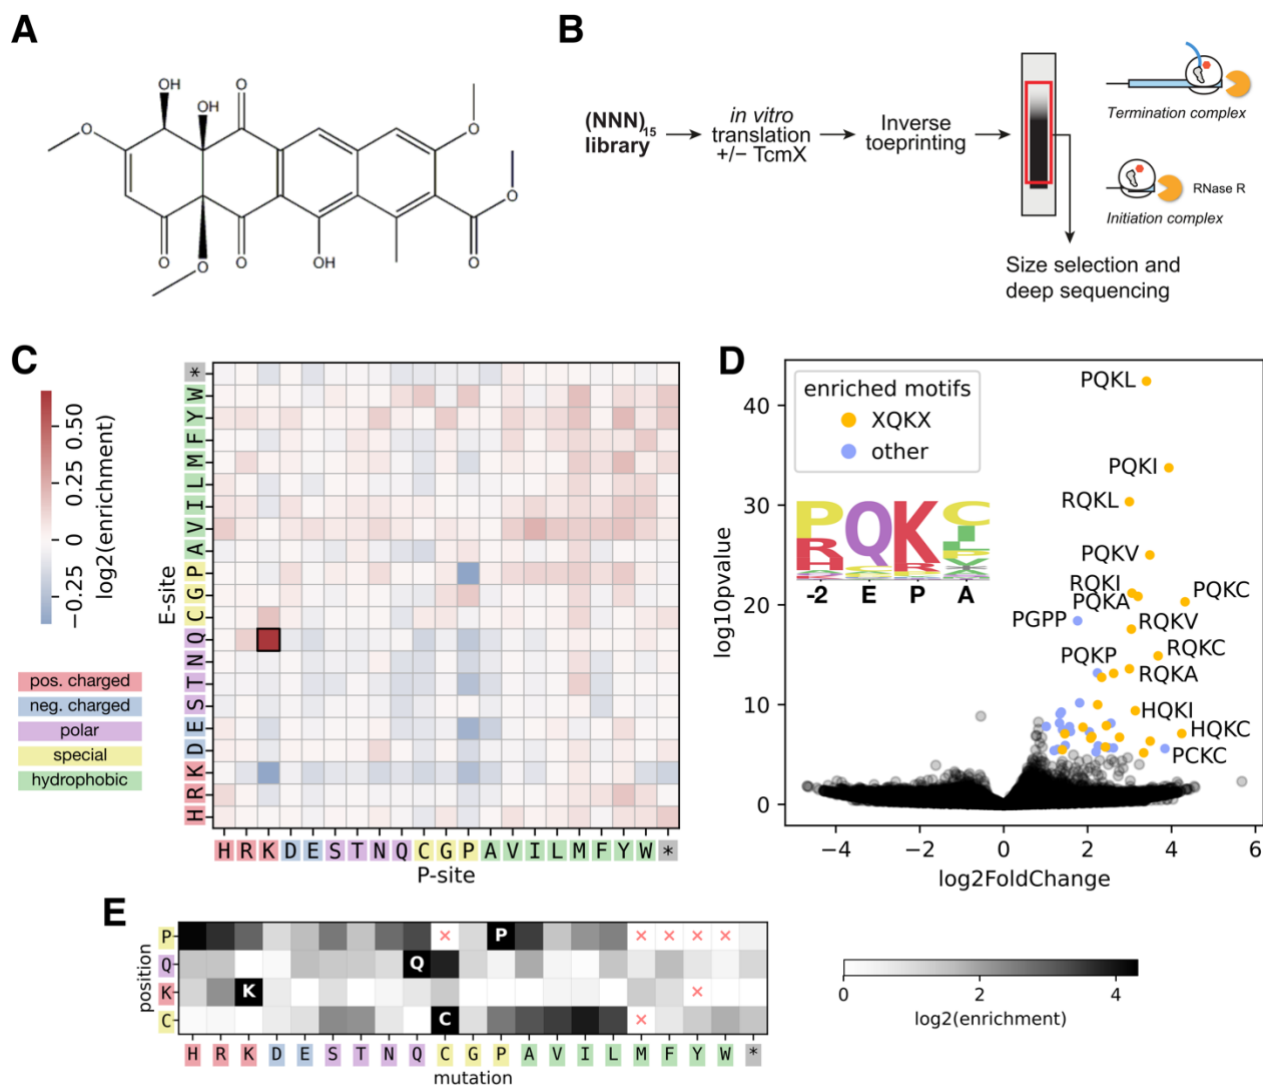 A
OH
OH
O
O
O
O
O
O
O
O
O
OH
O
B
(NNN)15
library
in vitro
translation
+/− TcmX
Inverse
toeprinting
Termination complex
RNase R
Initiation complex
Size selection and
deep sequencing
C
log2(enrichment)
0.50
0.25
0
−0.25
E-site
* W Y F M L I V A P G C Q N T S E D K R H
H R K D E S T N Q C G P A V I L M F Y W *
P-site
pos. charged
neg. charged
polar
special
hydrophobic
D
log10pvalue
40
30
20
10
0
enriched motifs
XQKX
other
-2 E P A
PQKL
PQKI
RQKL
PQKV
RQKI
PQKA
PQKC
PGPP
RQKV
PQKP
RQKC
RQKA
HQKI
HQKC
PCKC
−4 −2 0 2 4 6
log2FoldChange
E
position
P P
Q Q
K K
C C
H R K D E S T N Q C G P A V I L M F Y W *
mutation
0 2 4
log2(enrichment)